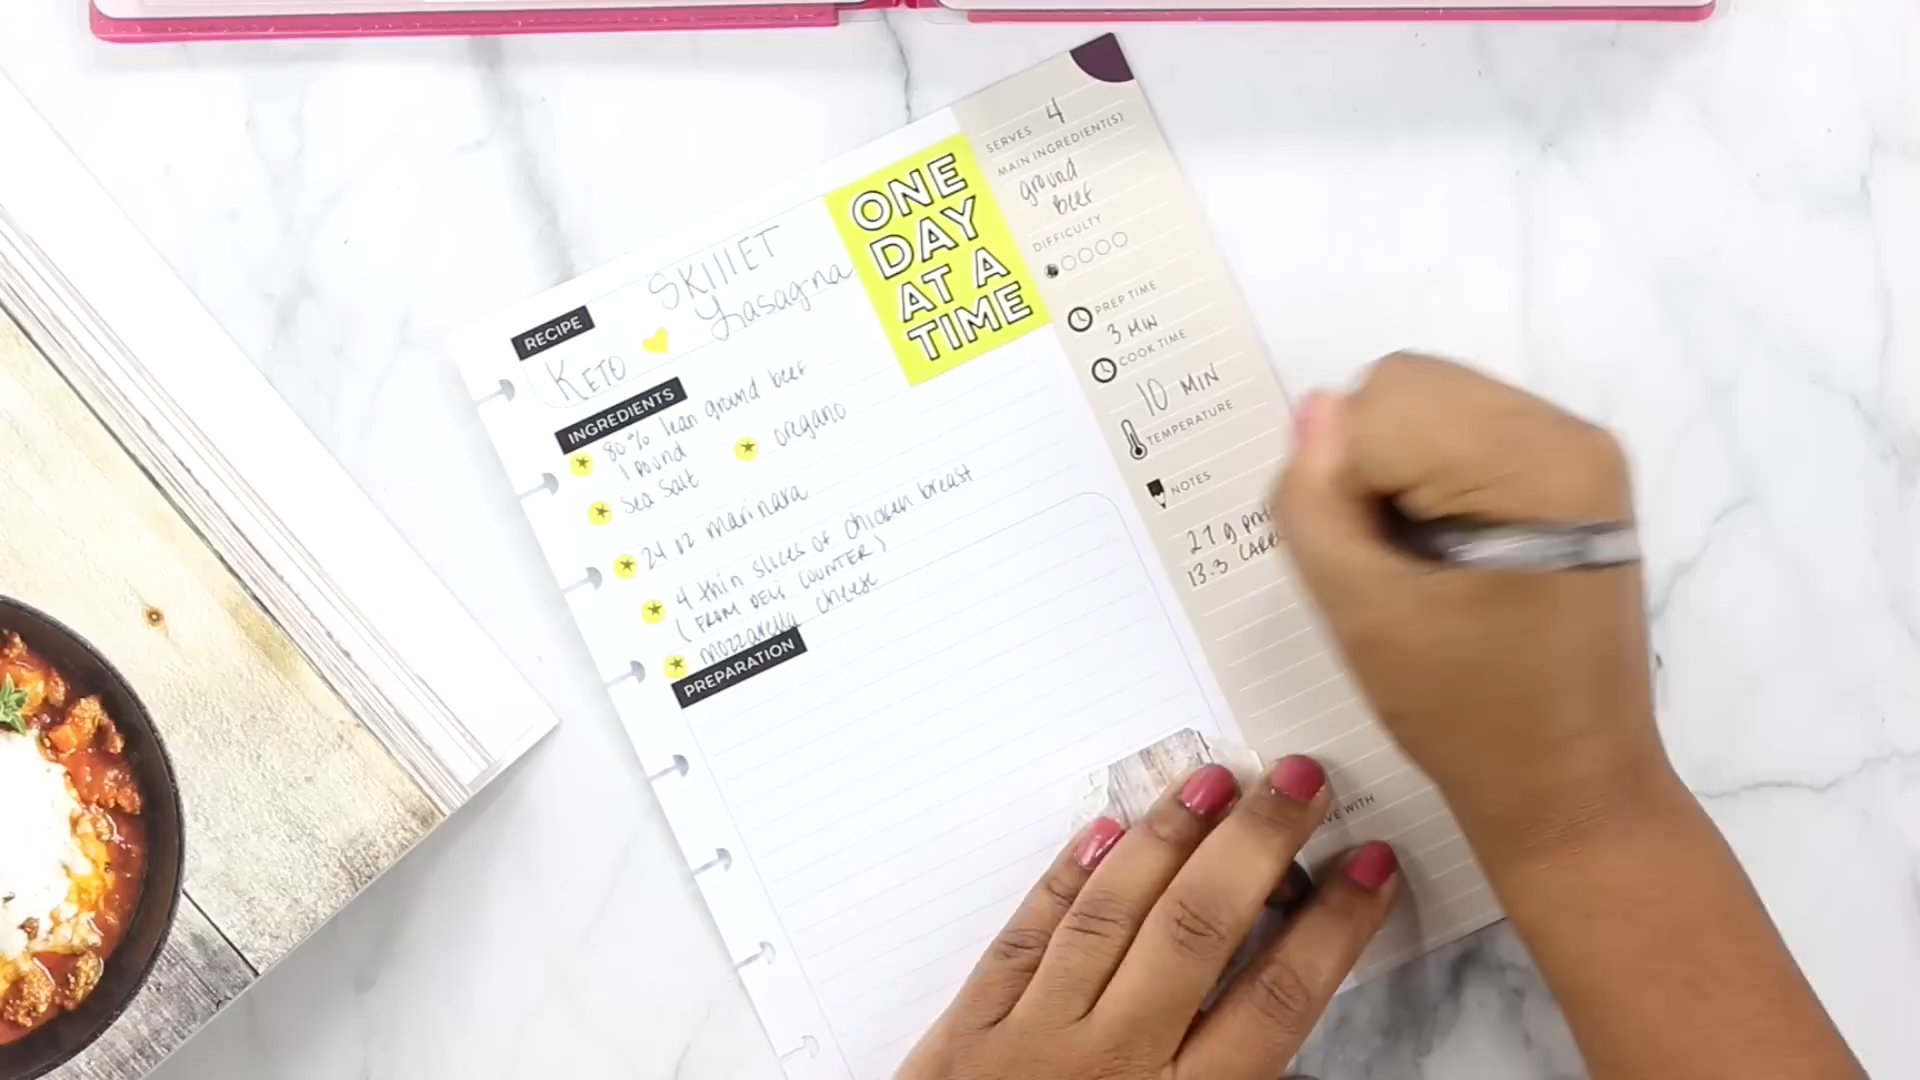 RECIPE
SKIllET
Lasagna
KETO
ONE
DAY
AT A
TIME
INGREDIENTS
80% lean ground beef
1 pound
oregano
Sea Salt
24 oz marinara
4 thin slices of chicken breast
(FROM DELi COUNTER)
mozzarella cheese
PREPARATION
SERVES 4
MAIN INGREDIENT(S)
ground
beef
DIFFICULTY
PREP TIME
3 MIN
COOK TIME
10 MIN
TEMPERATURE
NOTES
27 g
13.3
WITH